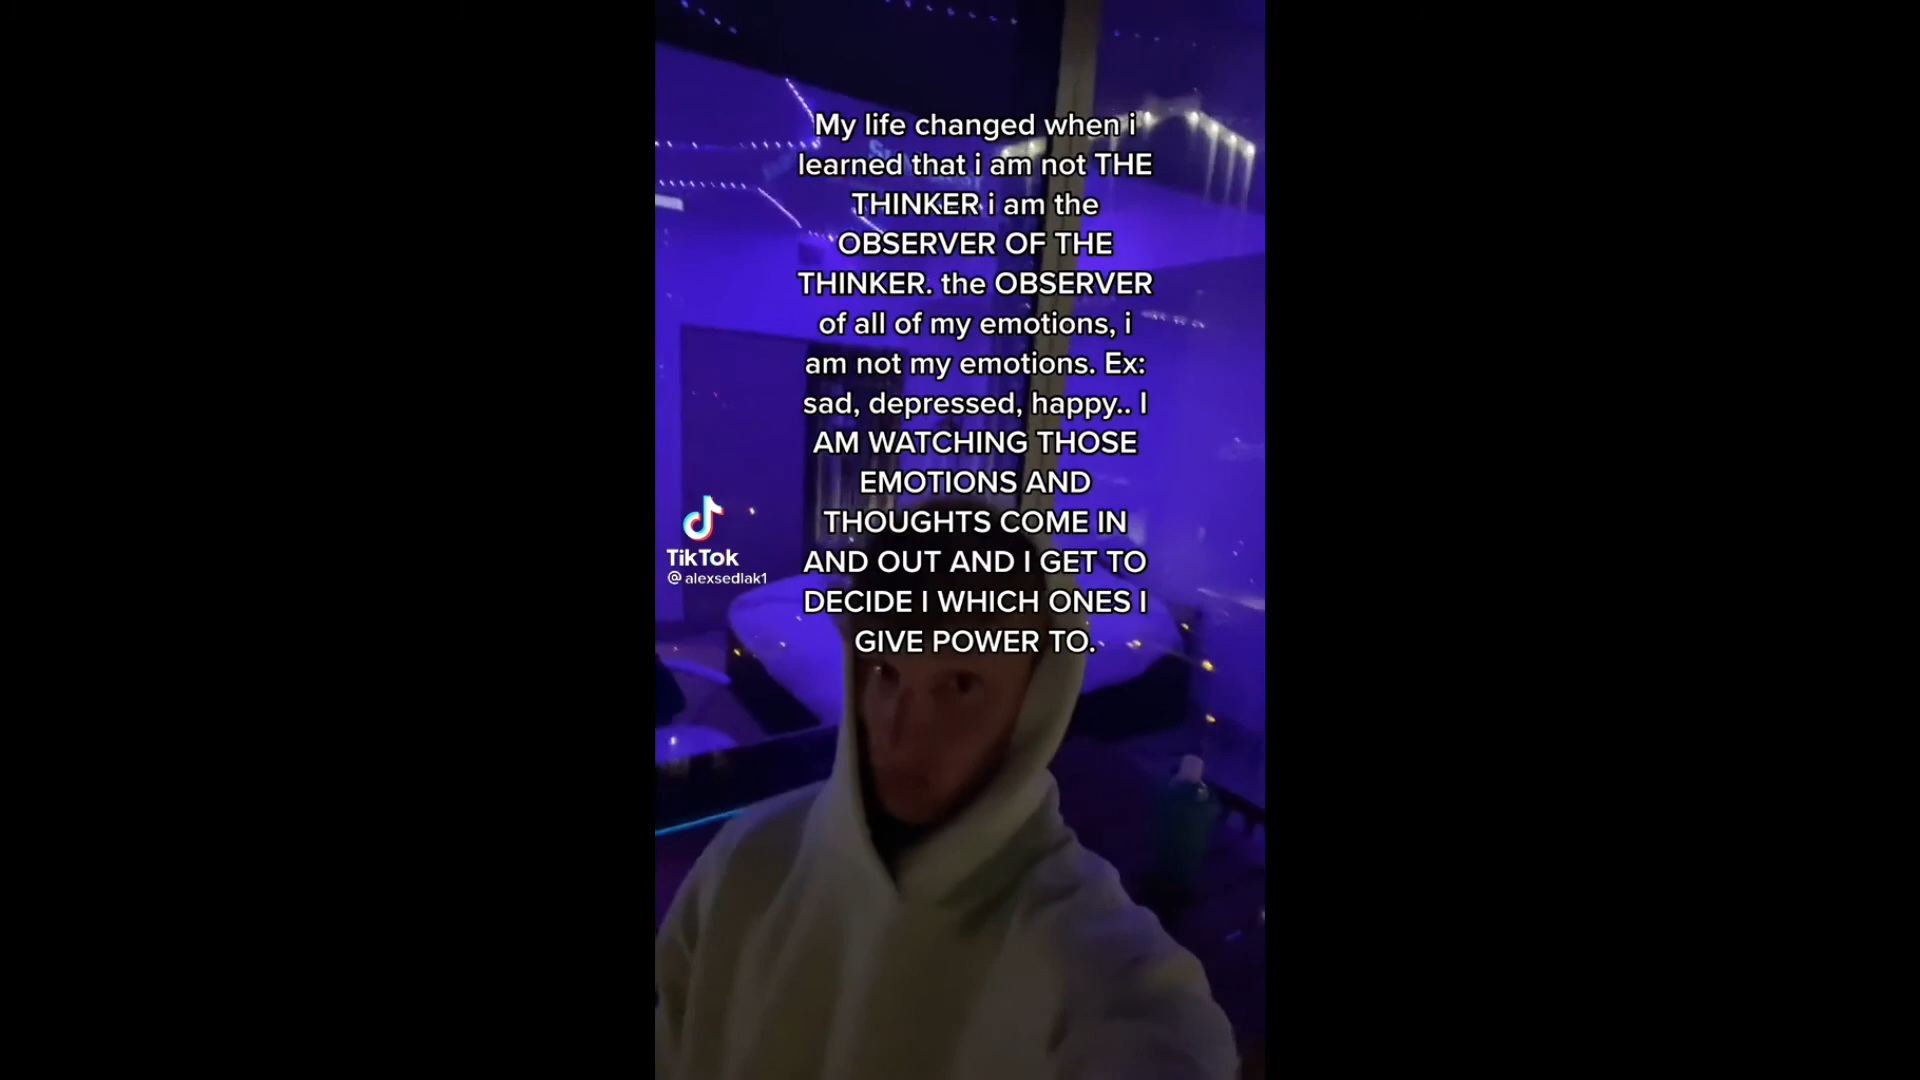 My life changed when i
learned that i am not THE
THINKER i am the
OBSERVER OF THE
THINKER. the OBSERVER
of all of my emotions, i
am not my emotions. Ex:
sad, depressed, happy.. I
AM WATCHING THOSE
EMOTIONS AND
THOUGHTS COME IN
AND OUT AND I GET TO
DECIDE I WHICH ONES I
GIVE POWER TO.
TikTok
@alexsedlak1